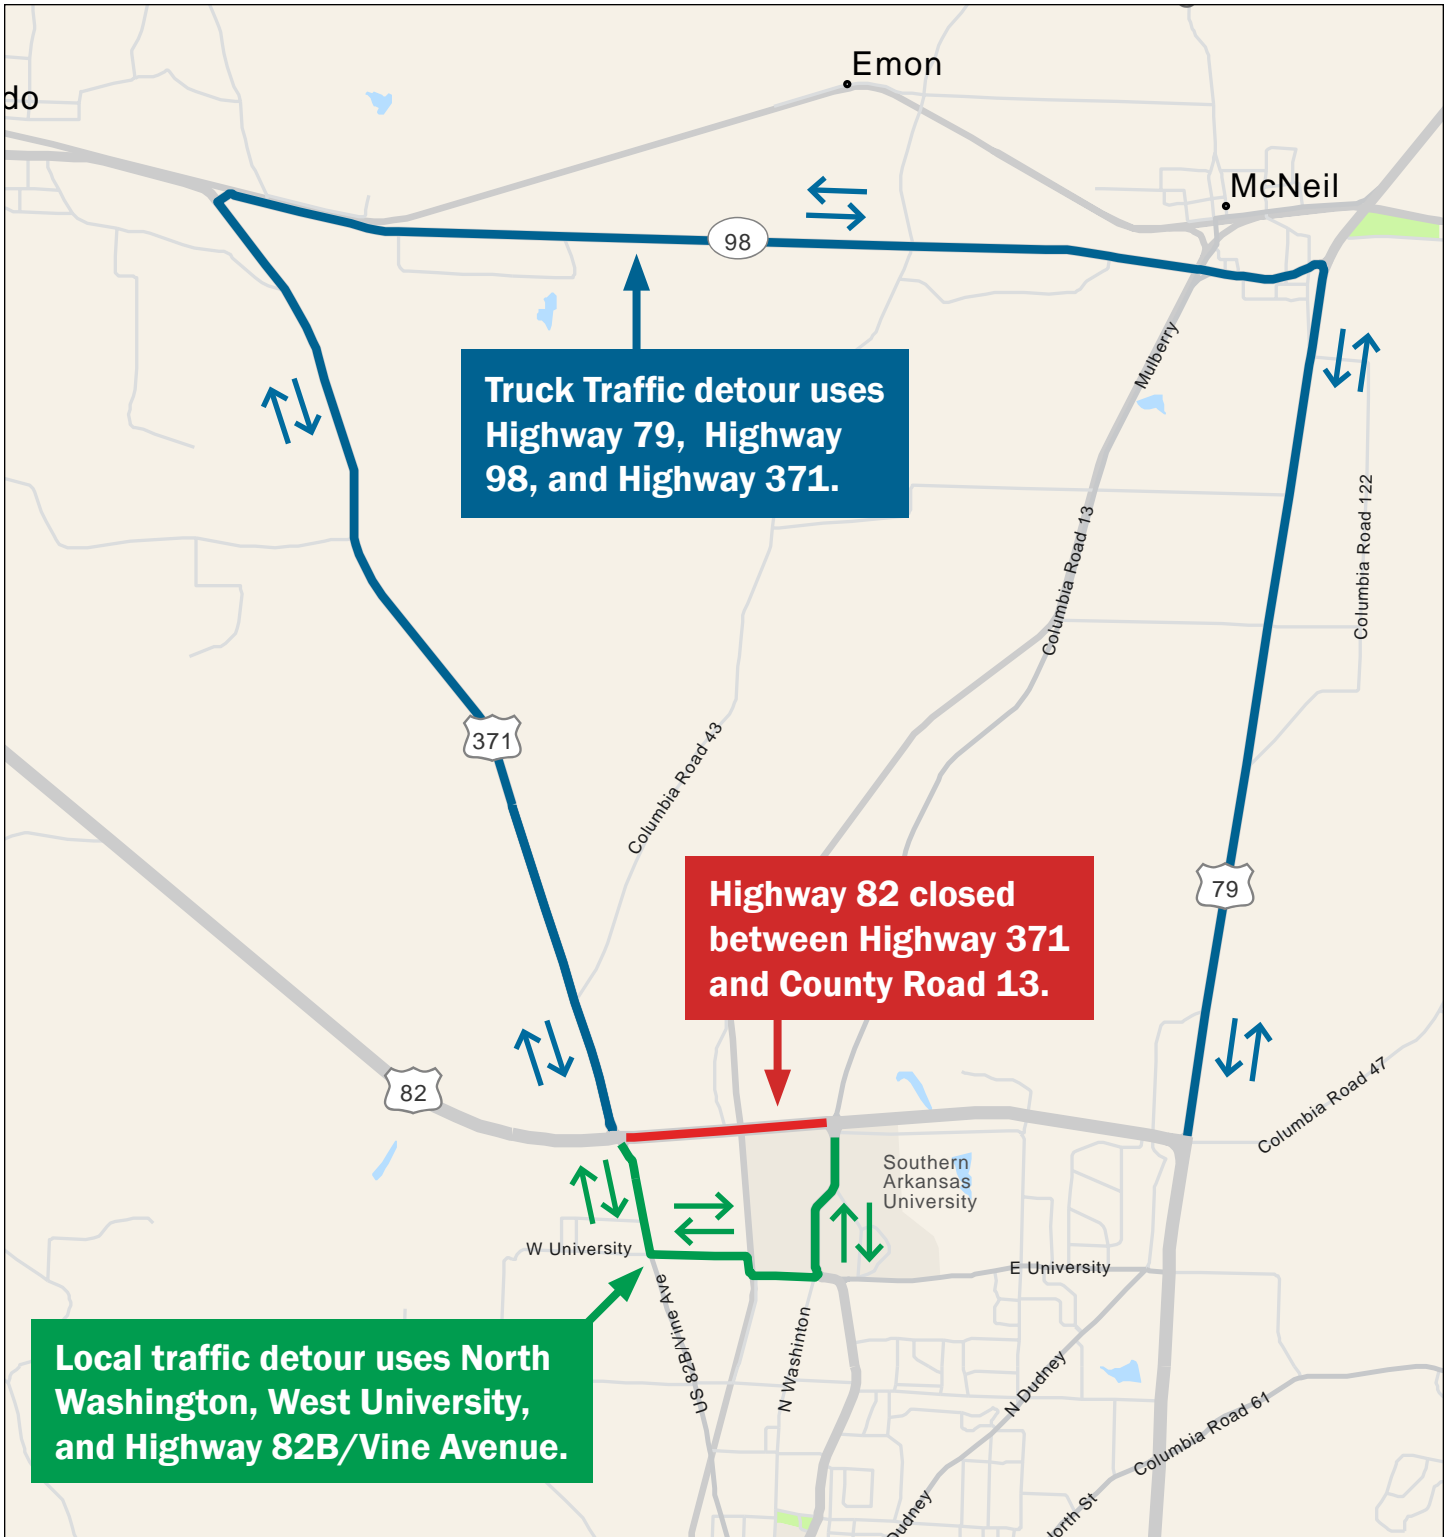 Emon
do
McNeil
98
Truck Traffic detour uses
Highway 79, Highway
98, and Highway 371.
Mulberry
Columbia Road 13
Columbia Road 122
371
Columbia Road 43
79
Highway 82 closed
between Highway 371
and County Road 13.
82
Columbia Road 47
Southern
Arkansas
University
W University
E University
US 82B/Vine Ave
N Washinton
Local traffic detour uses North
Washington, West University,
and Highway 82B/Vine Avenue.
N Dudney
Columbia Road 61
Dudney
orth St